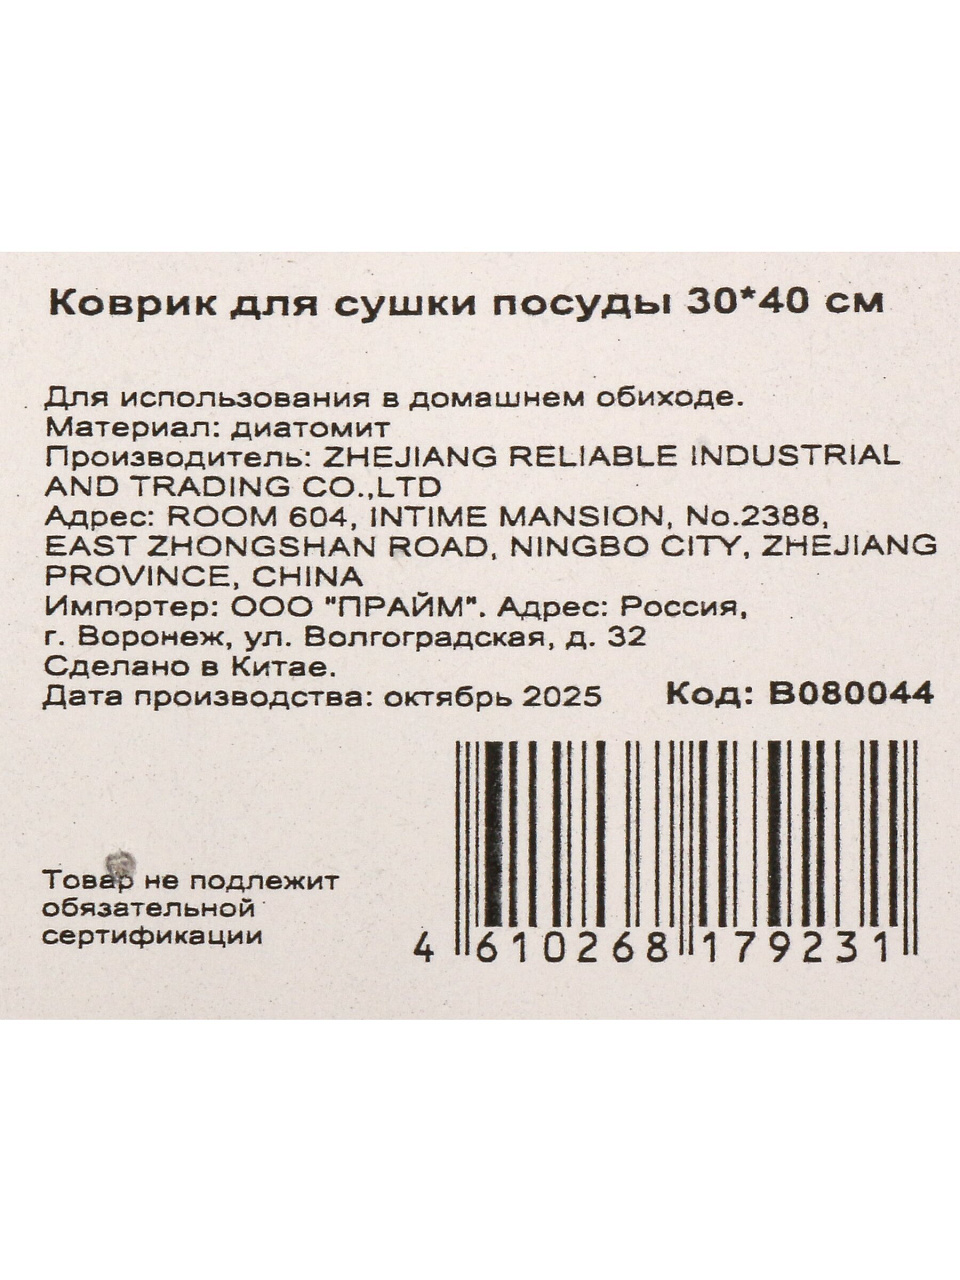 Коврик для сушки посуды 30*40 см
Для использования в домашнем обиходе.
Материал: диатомит
Производитель: ZHEJIANG RELIABLE INDUSTRIAL
AND TRADING CO.,LTD
Адрес: ROOM 604, INTIME MANSION, No.2388,
EAST ZHONGSHAN ROAD, NINGBO CITY, ZHEJIANG
PROVINCE, CHINA
Импортер: ООО "ПРАЙМ". Адрес: Россия,
г. Воронеж, ул. Волгоградская, д. 32
Сделано в Китае.
Дата производства: октябрь 2025 Код: B080044
Товар не подлежит
обязательной
сертификации
4 610268 179231